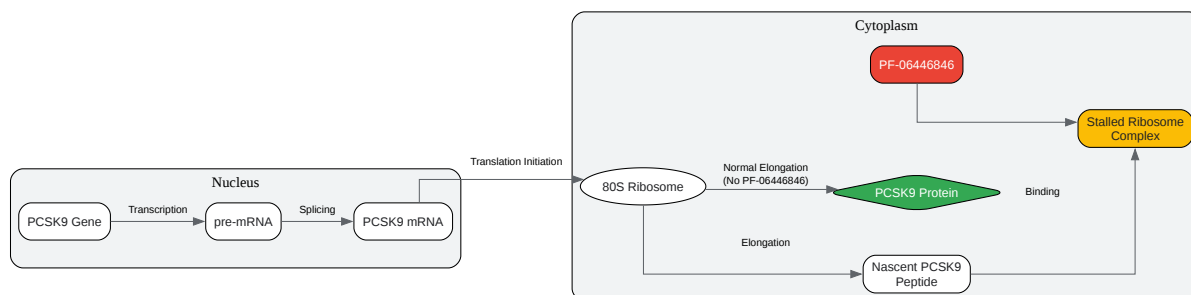 Cytoplasm
PF-06446846
Stalled Ribosome
Complex
Translation Initiation
Normal Elongation
(No PF-06446846)
80S Ribosome
PCSK9 Protein
Binding
Nucleus
Transcription
Splicing
PCSK9 Gene
pre-mRNA
PCSK9 mRNA
Elongation
Nascent PCSK9
Peptide